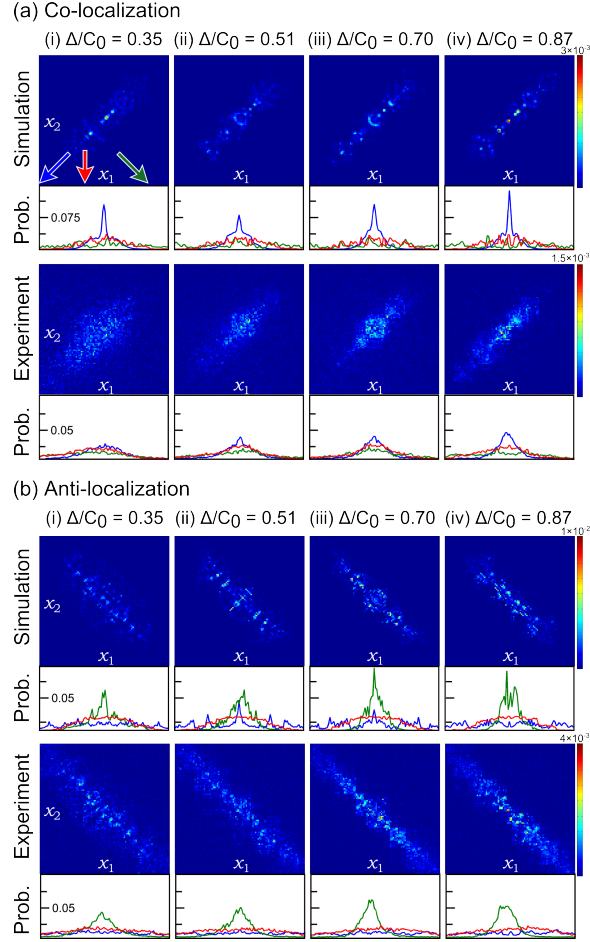 (a) Co-localization
(i) Δ/C₀ = 0.35 (ii) Δ/C₀ = 0.51 (iii) Δ/C₀ = 0.70 (iv) Δ/C₀ = 0.87
3×10⁻³
Simulation
x₂
x₁ x₁ x₁ x₁
Prob.
0.075
1.5×10⁻³
Experiment
x₂
x₁ x₁ x₁ x₁
Prob.
0.05
(b) Anti-localization
(i) Δ/C₀ = 0.35 (ii) Δ/C₀ = 0.51 (iii) Δ/C₀ = 0.70 (iv) Δ/C₀ = 0.87
1×10⁻²
Simulation
x₂
x₁ x₁ x₁ x₁
Prob.
0.05
4×10⁻³
Experiment
x₂
x₁ x₁ x₁ x₁
Prob.
0.05